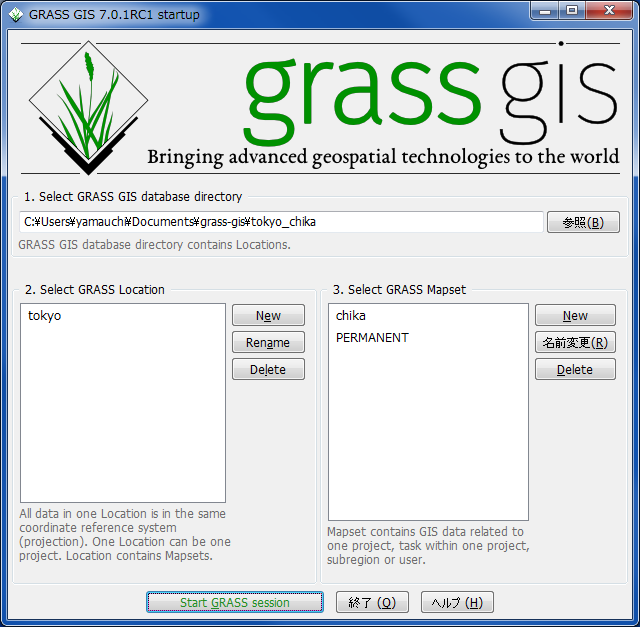 GRASS GIS 7.0.1RC1 startup
grass gis
Bringing advanced geospatial technologies to the world
1. Select GRASS GIS database directory
C:¥Users¥yamauch¥Documents¥grass-gis¥tokyo_chika
参照(B)
GRASS GIS database directory contains Locations.
2. Select GRASS Location
tokyo
New
Rename
Delete
All data in one Location is in the same
coordinate reference system
(projection). One Location can be one
project. Location contains Mapsets.
3. Select GRASS Mapset
chika
PERMANENT
New
名前変更(R)
Delete
Mapset contains GIS data related to
one project, task within one project,
subregion or user.
Start GRASS session
終了 (Q)
ヘルプ (H)